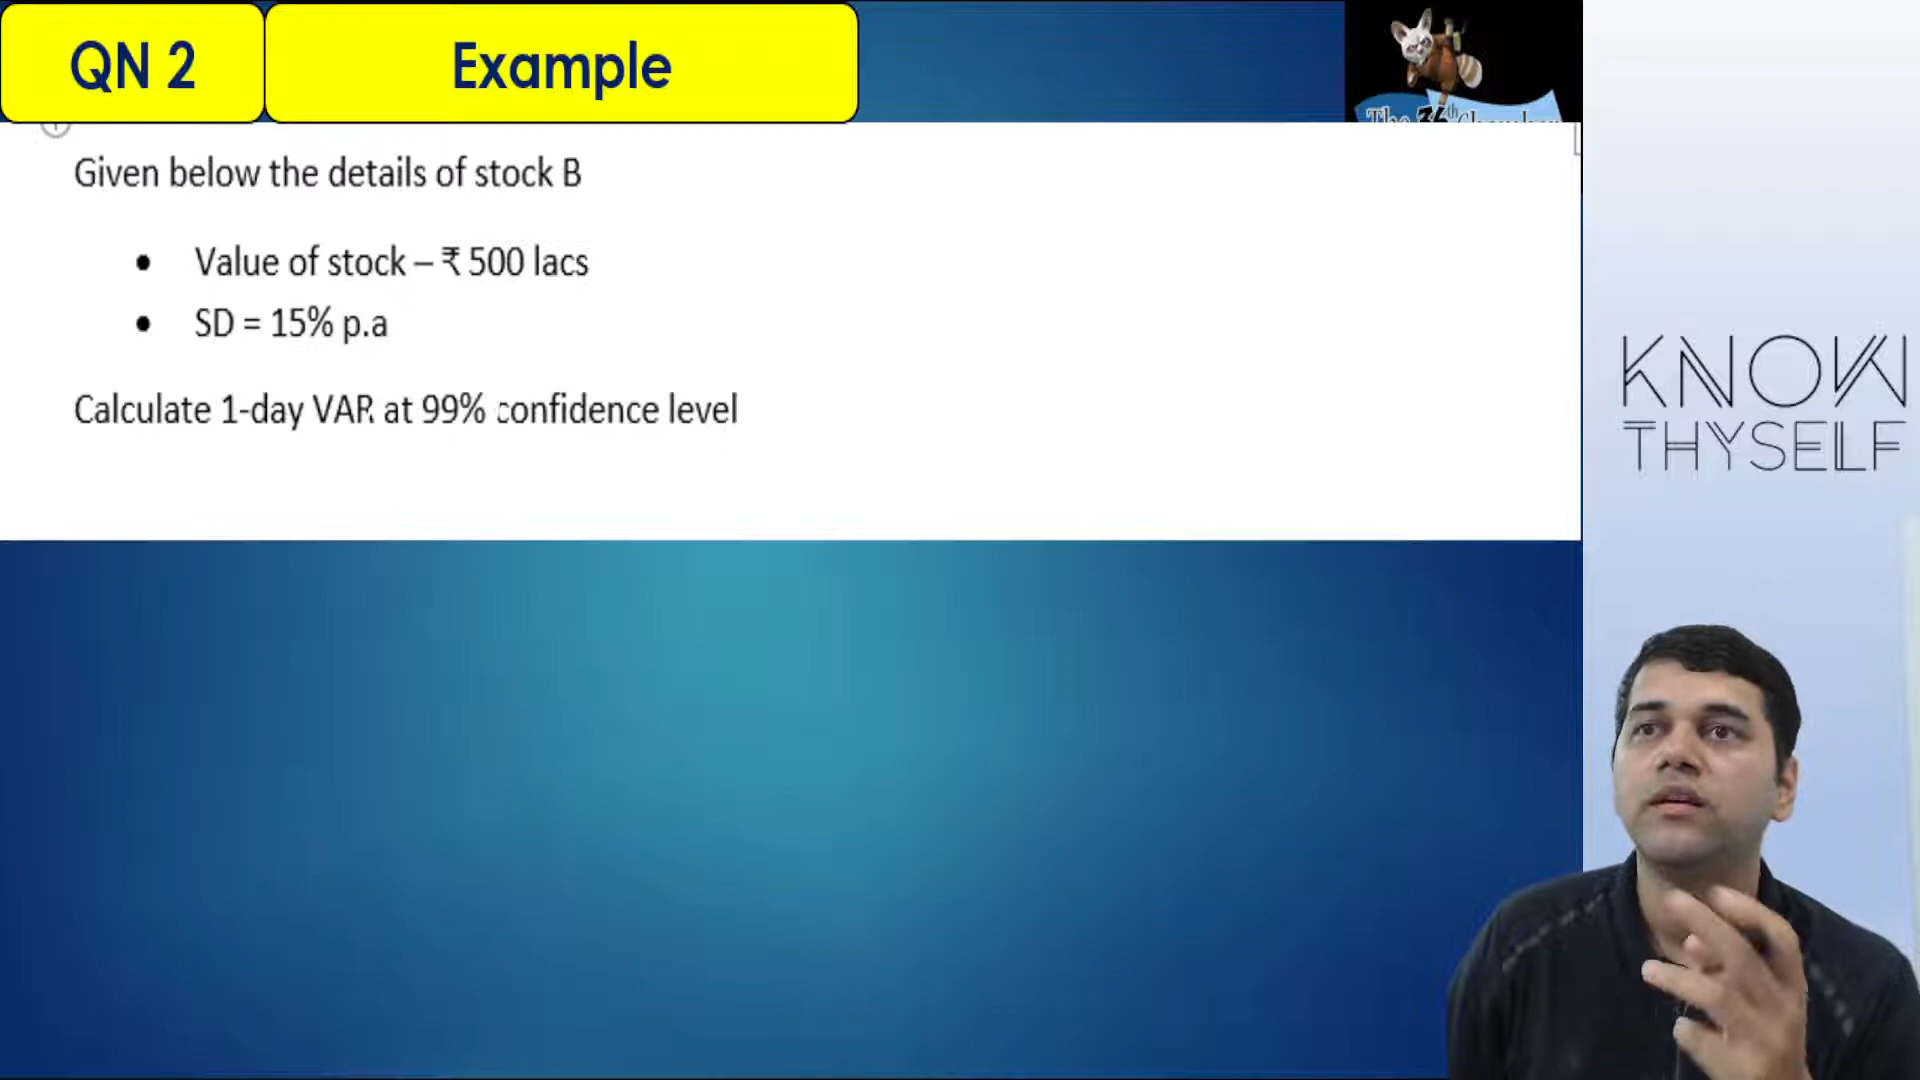 QN 2
Example
Given below the details of stock B
• Value of stock – ₹ 500 lacs
• SD = 15% p.a
Calculate 1-day VAR at 99% confidence level
KNOW
THYSELF